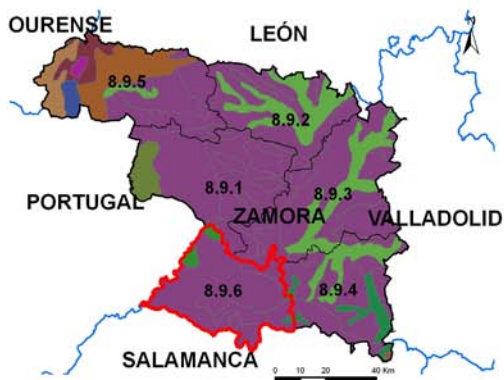 OURENSE
LEÓN
N
8.9.5
8.9.2
8.9.1
8.9.3
PORTUGAL
ZAMORA
VALLADOLID
8.9.6
8.9.4
SALAMANCA
0 10 20 40 Km